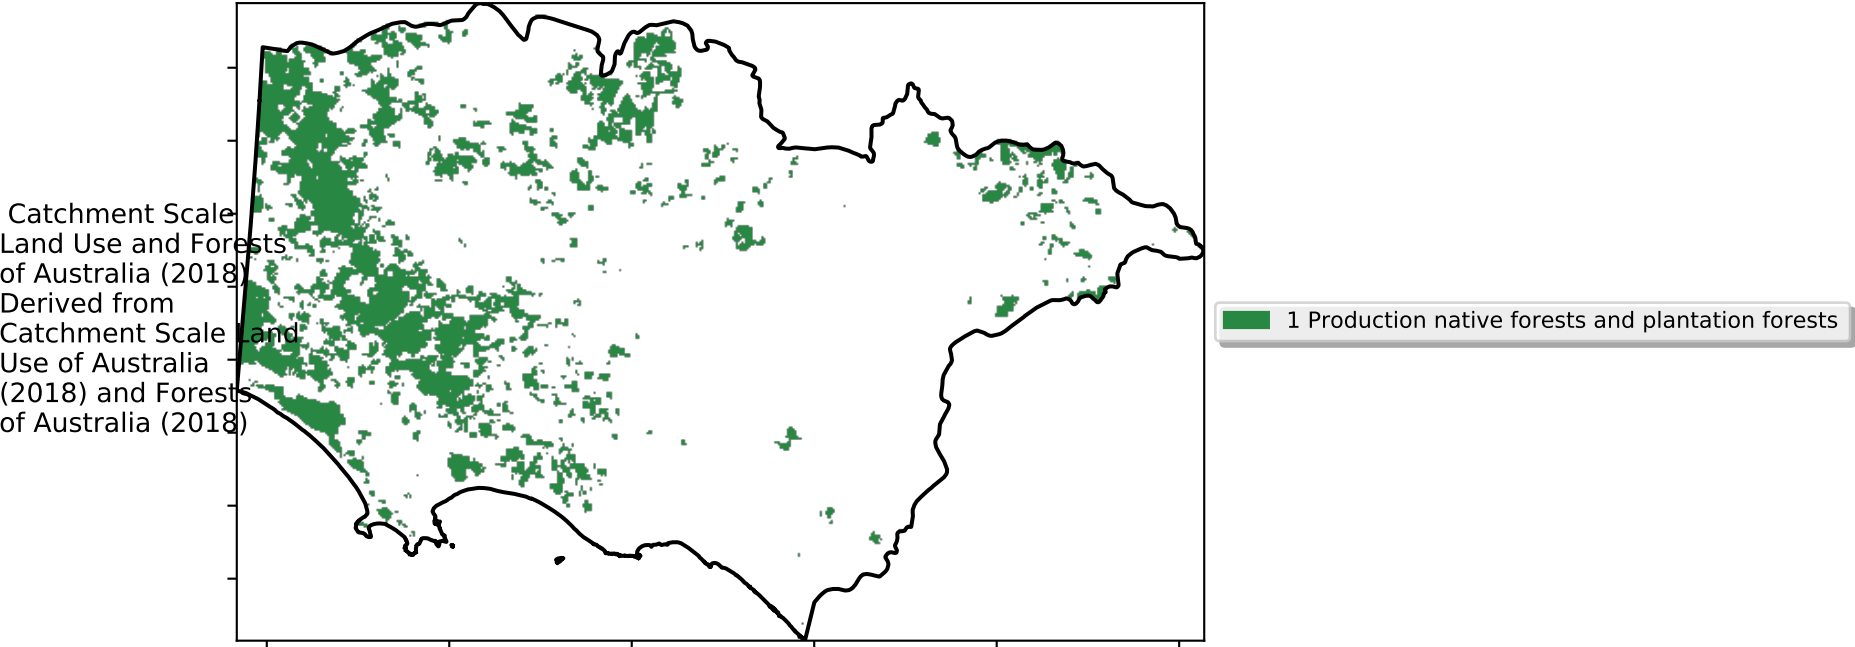 Catchment Scale
Land Use and Forests
of Australia (2018)
Derived from
Catchment Scale Land
Use of Australia
(2018) and Forests
of Australia (2018)
1 Production native forests and plantation forests